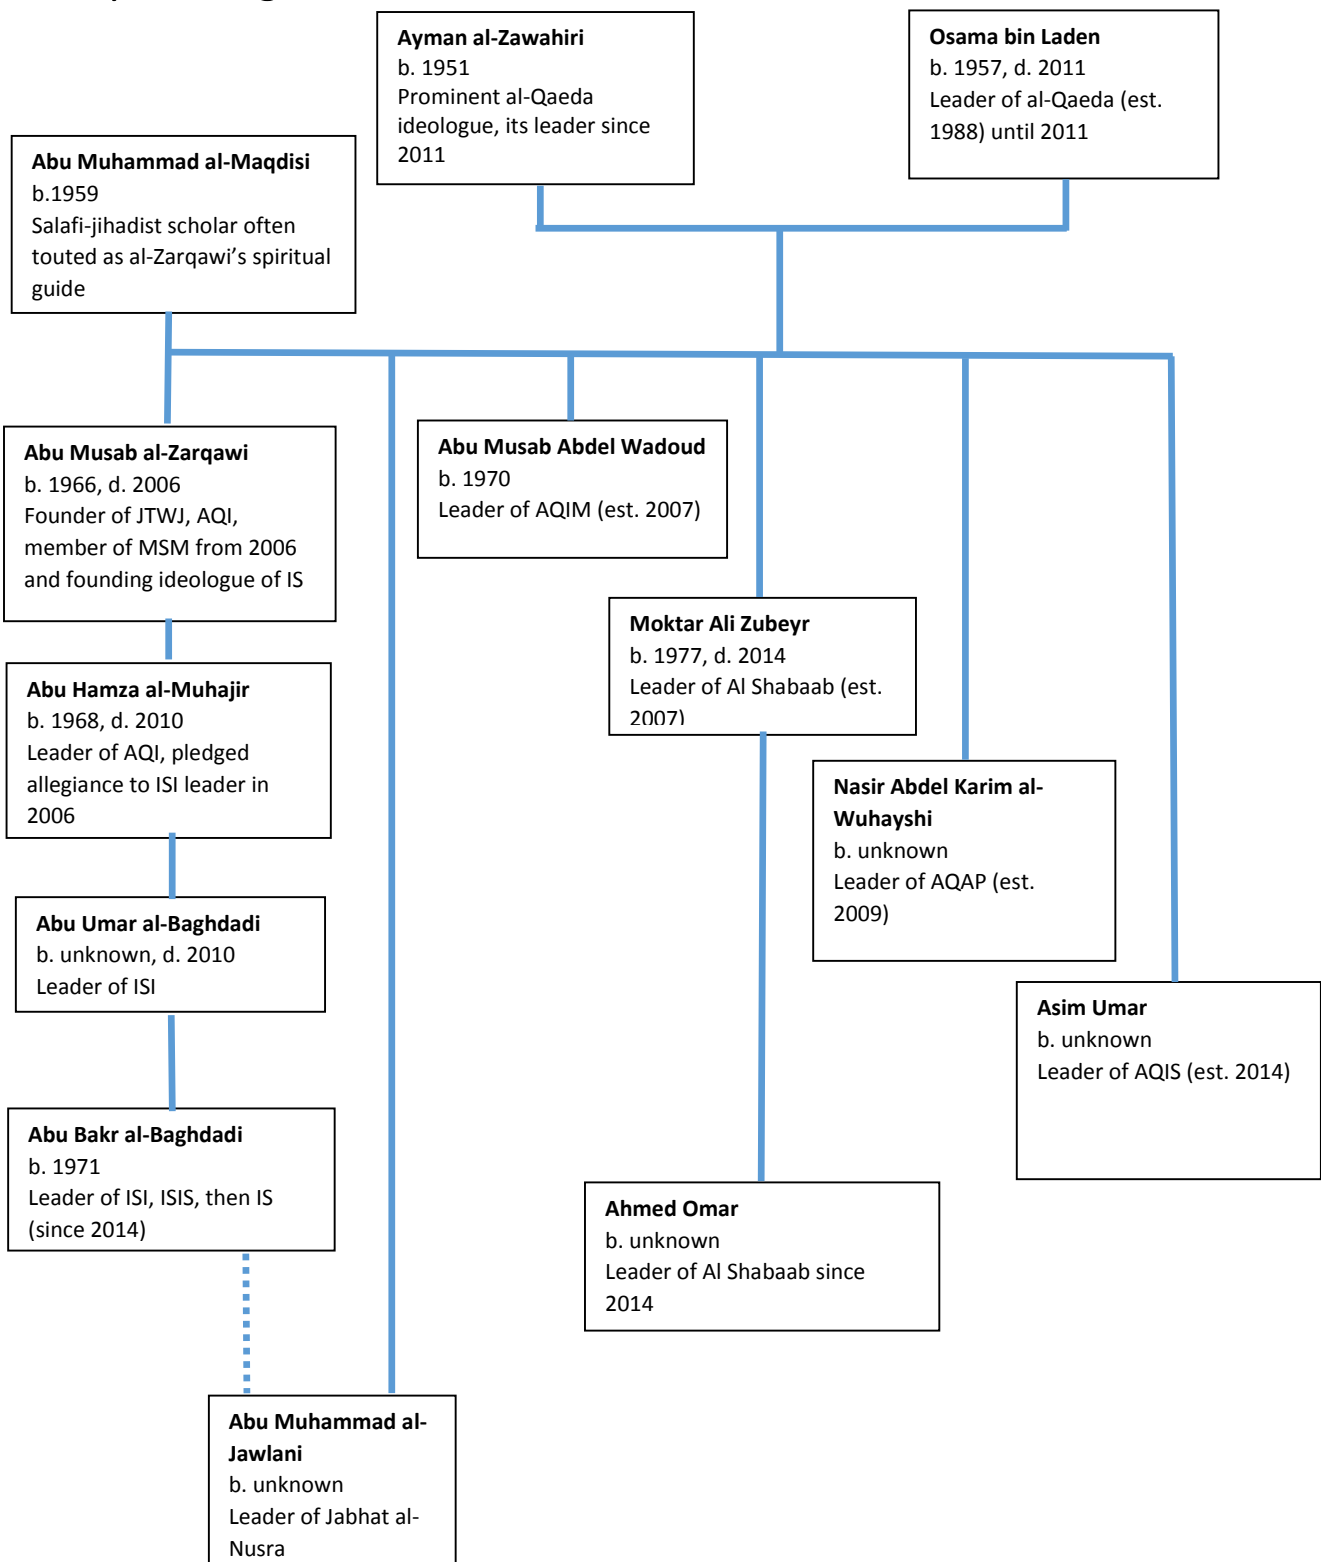 Ayman al-Zawahiri
b. 1951
Prominent al-Qaeda
ideologue, its leader since
2011
Osama bin Laden
b. 1957, d. 2011
Leader of al-Qaeda (est.
1988) until 2011
Abu Muhammad al-Maqdisi
b.1959
Salafi-jihadist scholar often
touted as al-Zarqawi’s spiritual
guide
Abu Musab al-Zarqawi
b. 1966, d. 2006
Founder of JTWJ, AQI,
member of MSM from 2006
and founding ideologue of IS
Abu Musab Abdel Wadoud
b. 1970
Leader of AQIM (est. 2007)
Moktar Ali Zubeyr
b. 1977, d. 2014
Leader of Al Shabaab (est.
2007)
Abu Hamza al-Muhajir
b. 1968, d. 2010
Leader of AQI, pledged
allegiance to ISI leader in
2006
Nasir Abdel Karim al-
Wuhayshi
b. unknown
Leader of AQAP (est.
2009)
Abu Umar al-Baghdadi
b. unknown, d. 2010
Leader of ISI
Asim Umar
b. unknown
Leader of AQIS (est. 2014)
Abu Bakr al-Baghdadi
b. 1971
Leader of ISI, ISIS, then IS
(since 2014)
Ahmed Omar
b. unknown
Leader of Al Shabaab since
2014
Abu Muhammad al-
Jawlani
b. unknown
Leader of Jabhat al-
Nusra